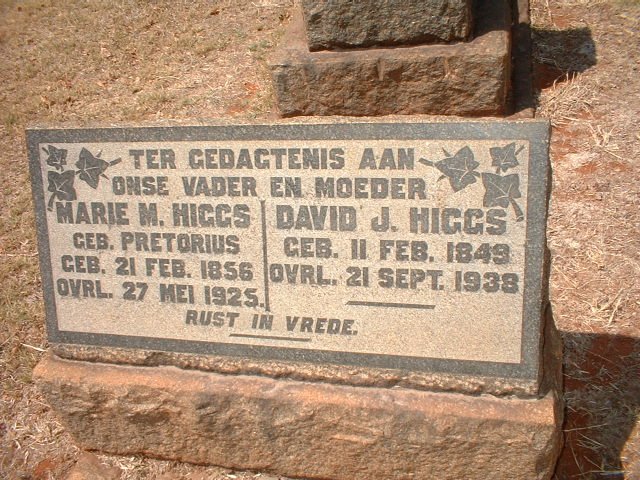 TER GEDAGTENIS AAN
ONSE VADER EN MOEDER
MARIE M. HIGGS
GEB. PRETORIUS
GEB. 21 FEB. 1856
OVRL. 27 MEI 1925.
DAVID J. HIGGS
GEB. 11 FEB. 1849
OVRL. 21 SEPT. 1938
RUST IN VREDE.